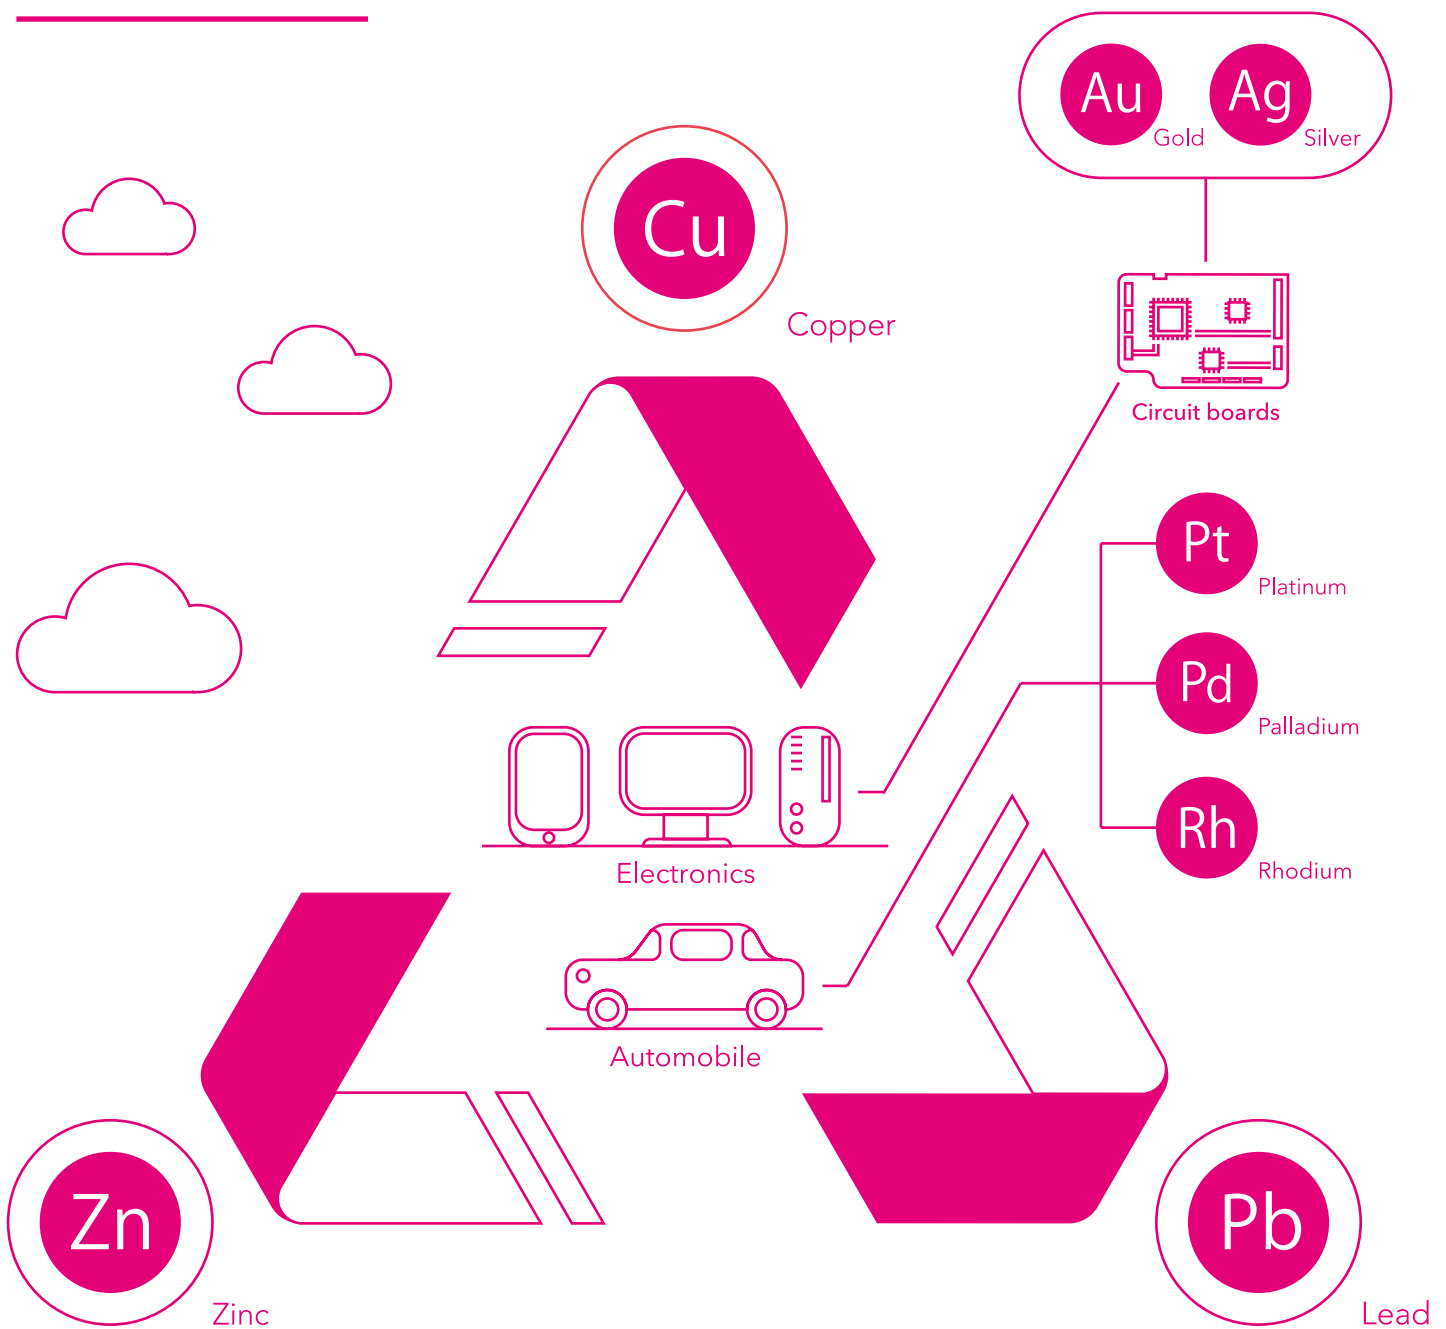 Au
Gold
Ag
Silver
Cu
Copper
Circuit boards
Pt
Platinum
Pd
Palladium
Rh
Rhodium
Electronics
Automobile
Zn
Zinc
Pb
Lead